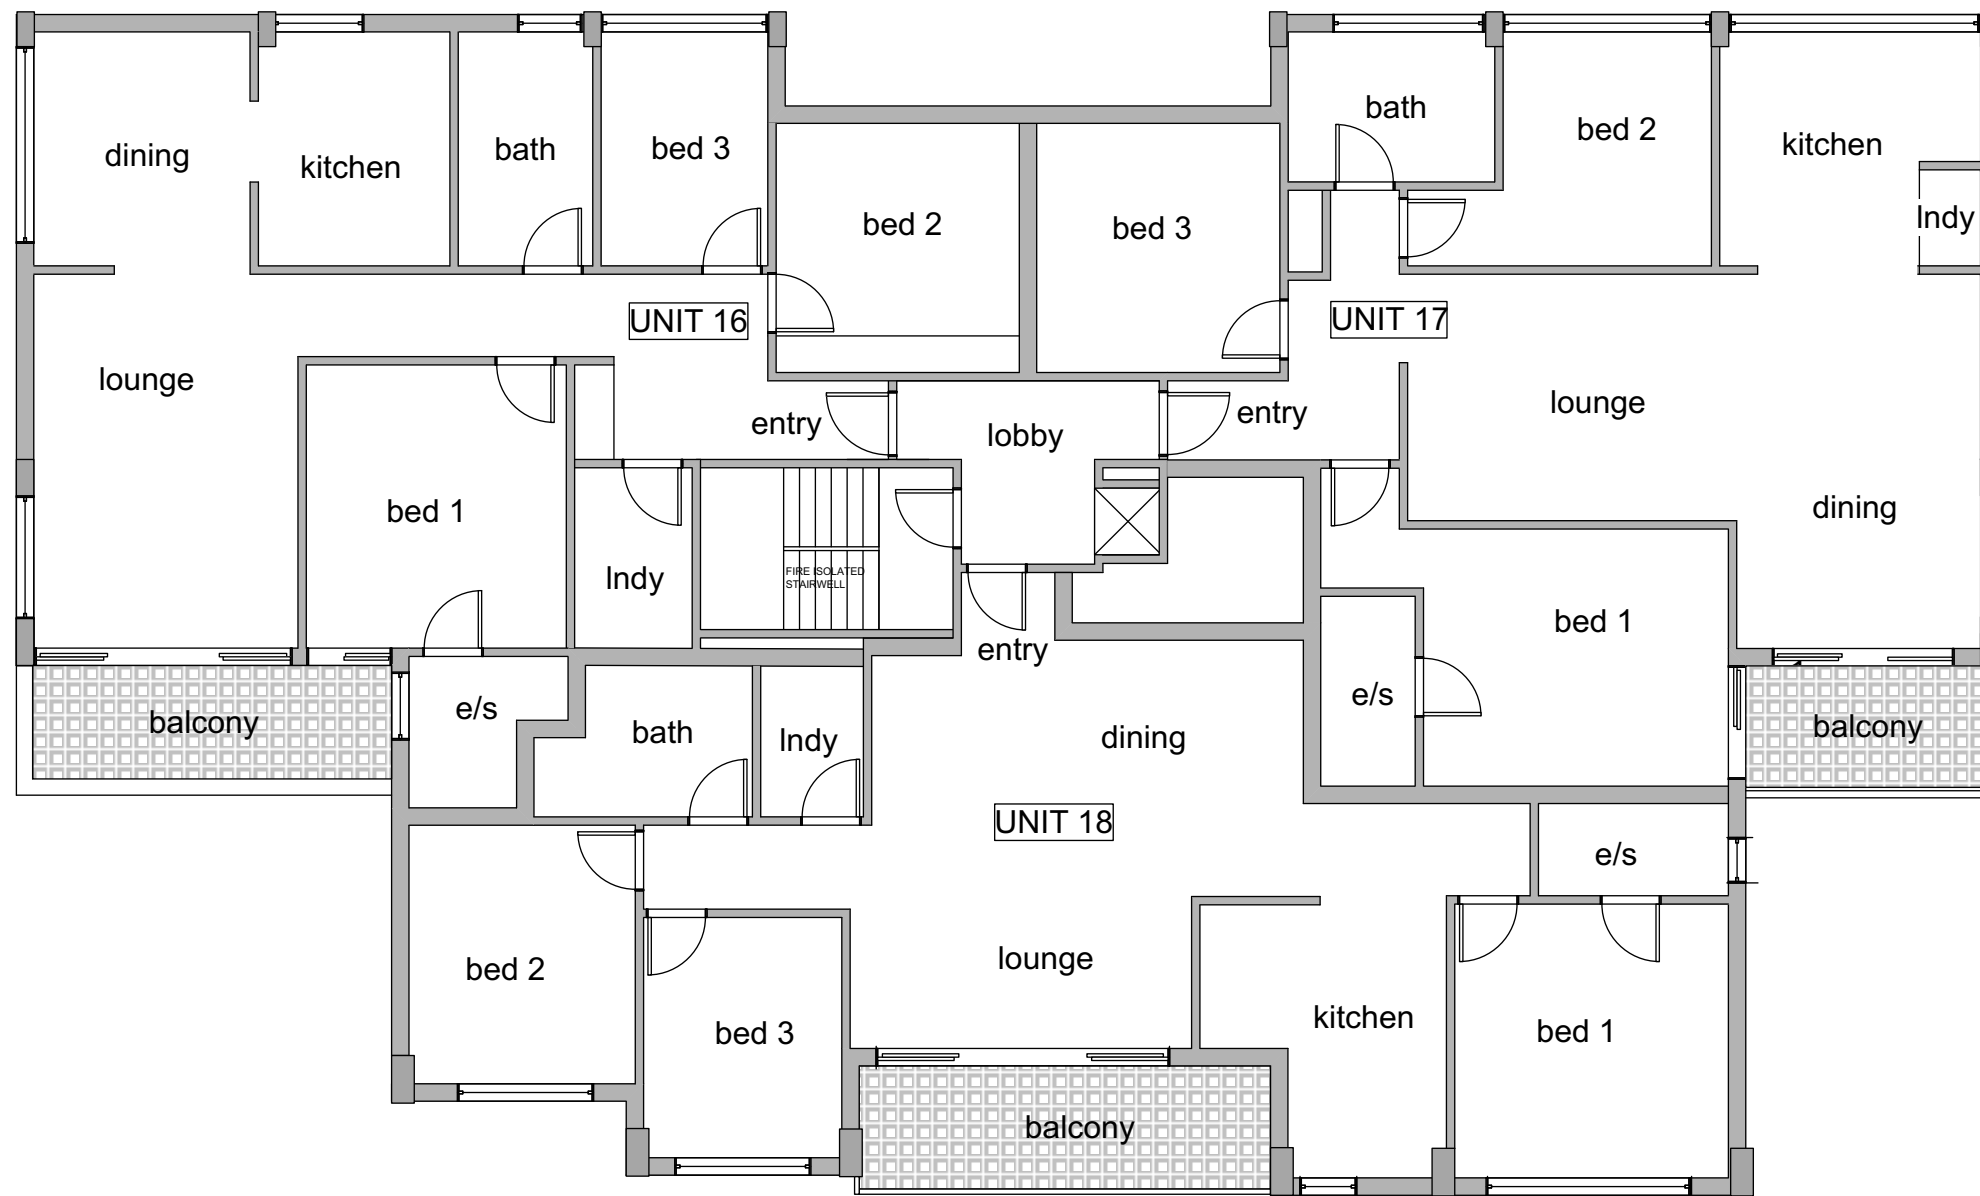 bath
bed 2
dining
kitchen
bath
bed 3
kitchen
bed 2
bed 3
lndy
UNIT 16
UNIT 17
lounge
entry
lobby
entry
lounge
bed 1
dining
lndy
FIRE ISOLATED
STAIRWELL
bed 1
entry
balcony
e/s
bath
lndy
dining
e/s
balcony
UNIT 18
e/s
bed 2
lounge
bed 3
kitchen
bed 1
balcony